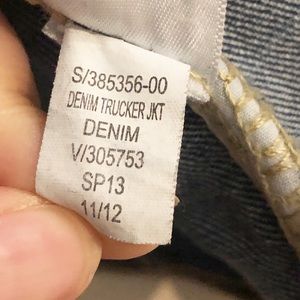 S/385356-00
DENIM TRUCKER JKT
DENIM
V/305753
SP13
11/12